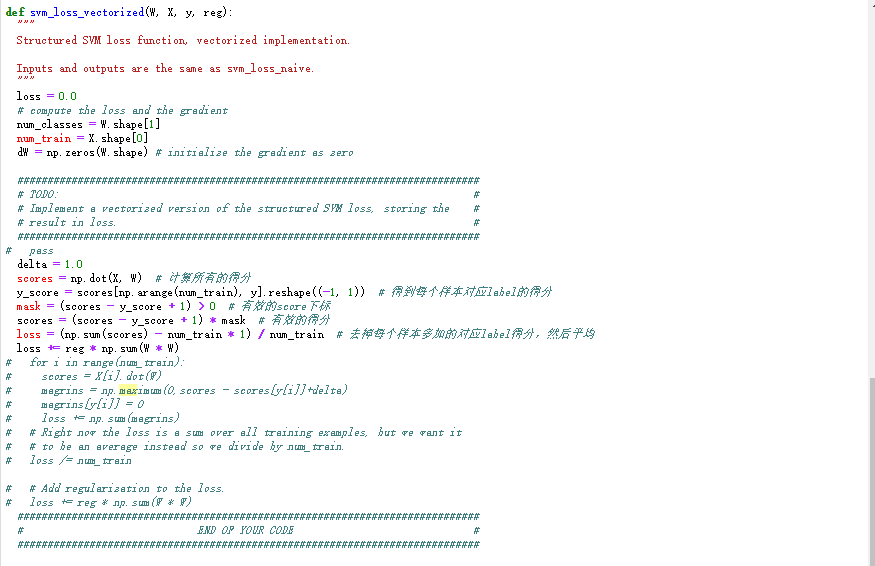 def svm_loss_vectorized(W, X, y, reg):
"""
Structured SVM loss function, vectorized implementation.
Inputs and outputs are the same as svm_loss_naive.
"""
loss = 0.0
# compute the loss and the gradient
num_classes = W.shape[1]
num_train = X.shape[0]
dW = np.zeros(W.shape) # initialize the gradient as zero
#############################################################################
# TODO: #
# Implement a vectorized version of the structured SVM loss, storing the #
# result in loss. #
#############################################################################
# pass
delta = 1.0
scores = np.dot(X, W) # 计算所有的得分
y_score = scores[np.arange(num_train), y].reshape((-1, 1)) # 得到每个样本对应label的得分
mask = (scores - y_score + 1) > 0 # 有效的score下标
scores = (scores - y_score + 1) * mask # 有效的得分
loss = (np.sum(scores) - num_train * 1) / num_train # 去掉每个样本多加的对应label得分，然后平均
loss += reg * np.sum(W * W)
# for i in range(num_train):
# scores = X[i].dot(W)
# magrins = np.maximum(0,scores - scores[y[i]]+delta)
# magrins[y[i]] = 0
# loss += np.sum(magrins)
# # Right now the loss is a sum over all training examples, but we want it
# # to be an average instead so we divide by num_train.
# loss /= num_train
# # Add regularization to the loss.
# loss += reg * np.sum(W * W)
#############################################################################
# END OF YOUR CODE #
#############################################################################